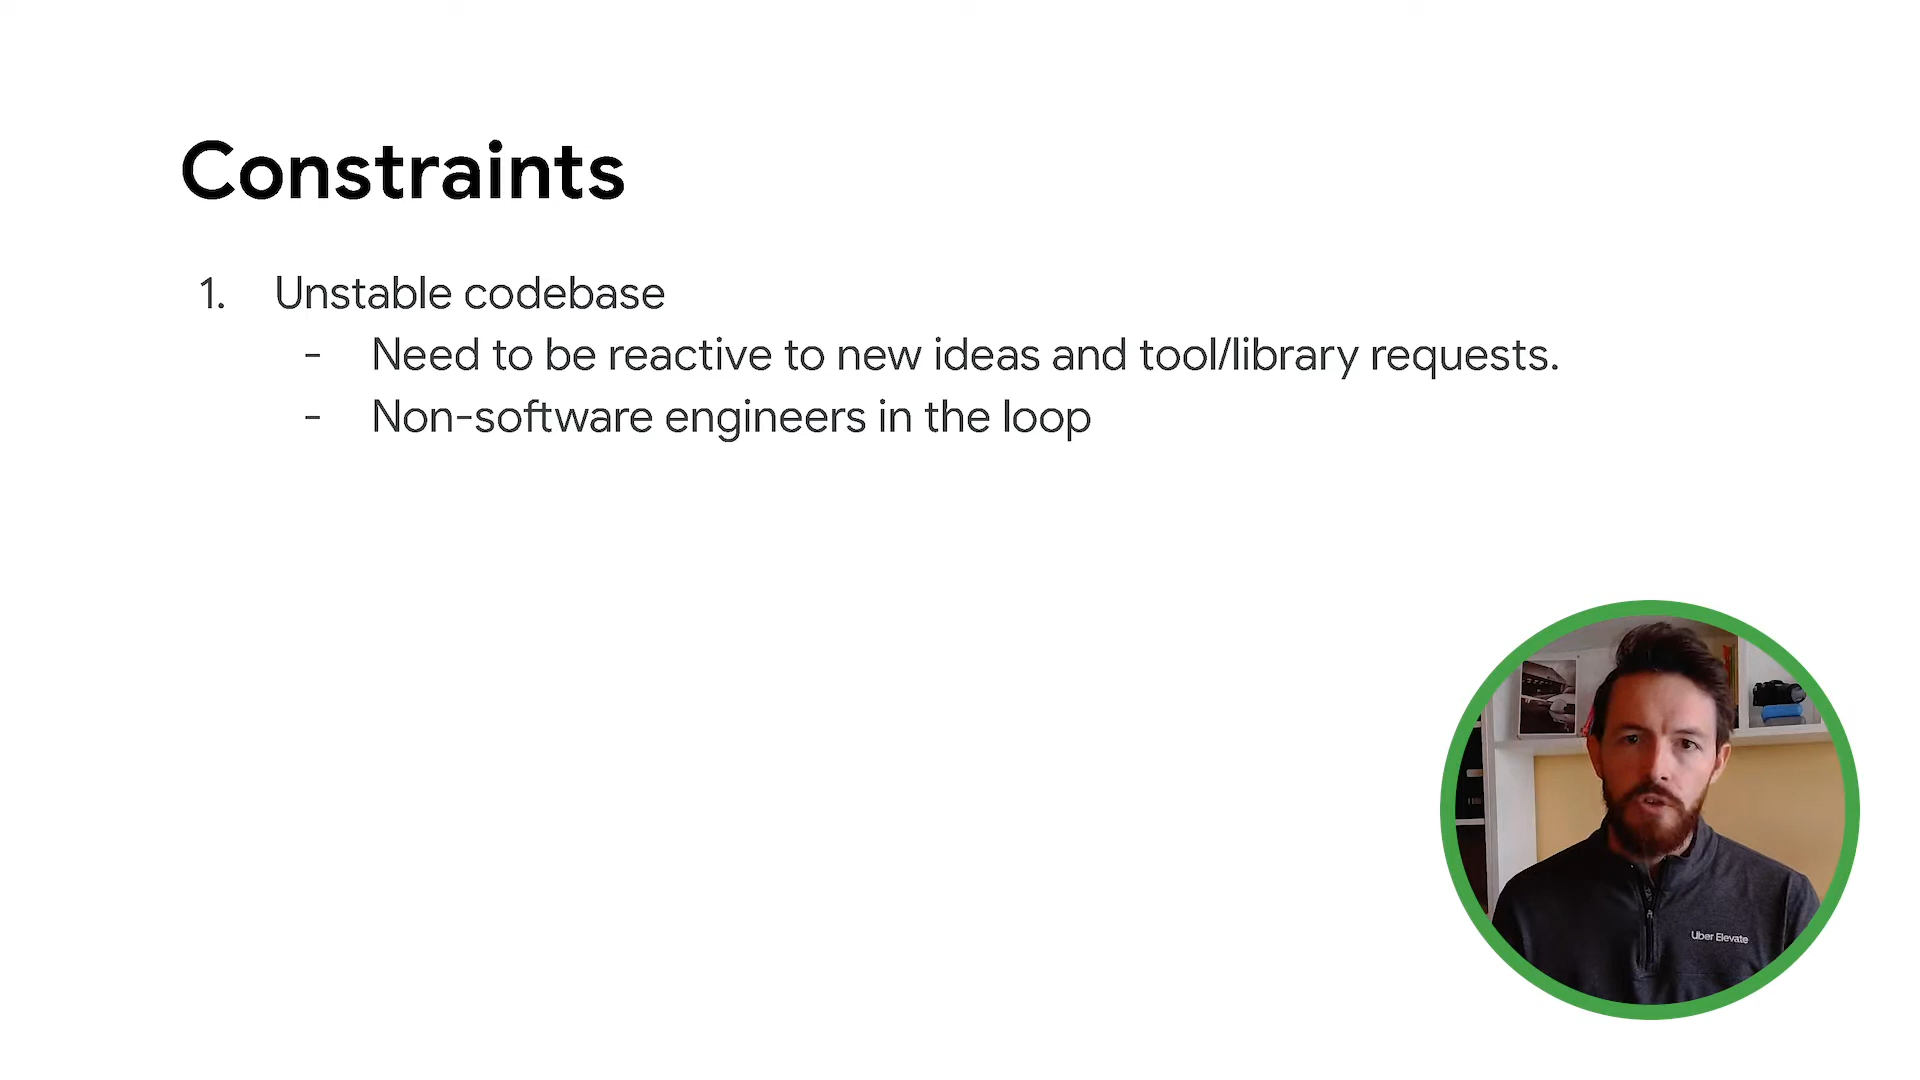 Constraints
1. Unstable codebase
- Need to be reactive to new ideas and tool/library requests.
- Non-software engineers in the loop
Uber Elevate